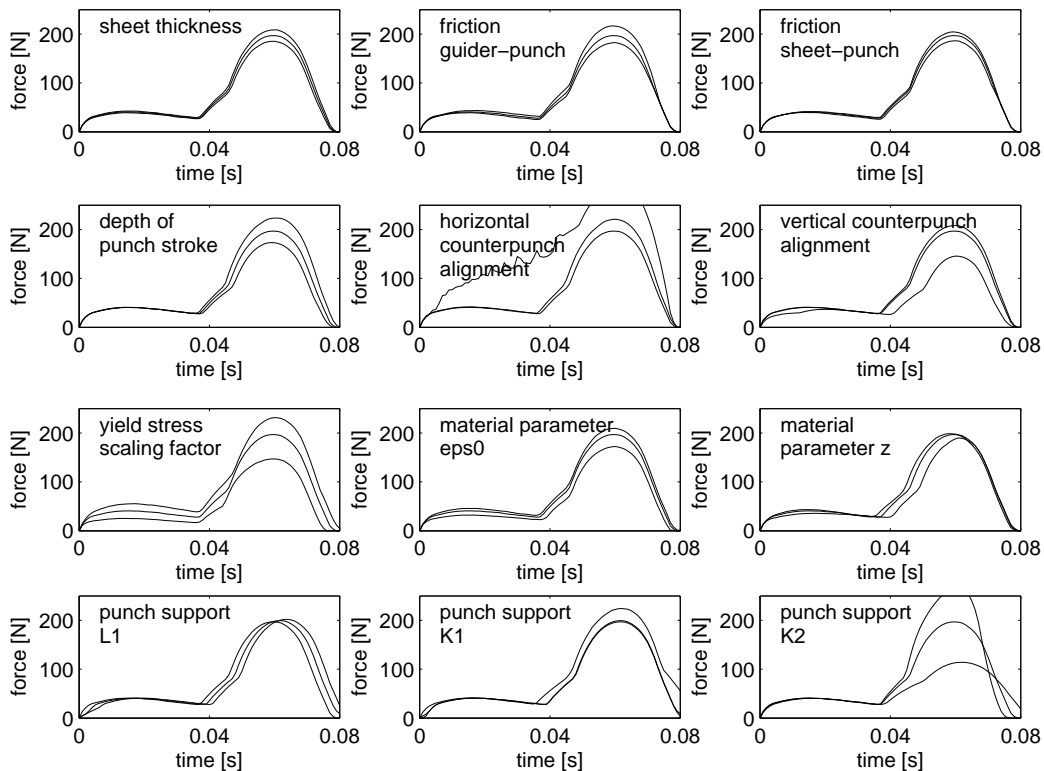 sheet thickness
force [N]
200
100
0
0
0.04
0.08
time [s]
friction
guider−punch
force [N]
200
100
0
0
0.04
0.08
time [s]
friction
sheet−punch
force [N]
200
100
0
0
0.04
0.08
time [s]
depth of
punch stroke
force [N]
200
100
0
0
0.04
0.08
time [s]
horizontal
counterpunch
alignment
force [N]
200
100
0
0
0.04
0.08
time [s]
vertical counterpunch
alignment
force [N]
200
100
0
0
0.04
0.08
time [s]
yield stress
scaling factor
force [N]
200
100
0
0
0.04
0.08
time [s]
material parameter
eps0
force [N]
200
100
0
0
0.04
0.08
time [s]
material
parameter z
force [N]
200
100
0
0
0.04
0.08
time [s]
punch support
L1
force [N]
200
100
0
0
0.04
0.08
time [s]
punch support
K1
force [N]
200
100
0
0
0.04
0.08
time [s]
punch support
K2
force [N]
200
100
0
0
0.04
0.08
time [s]